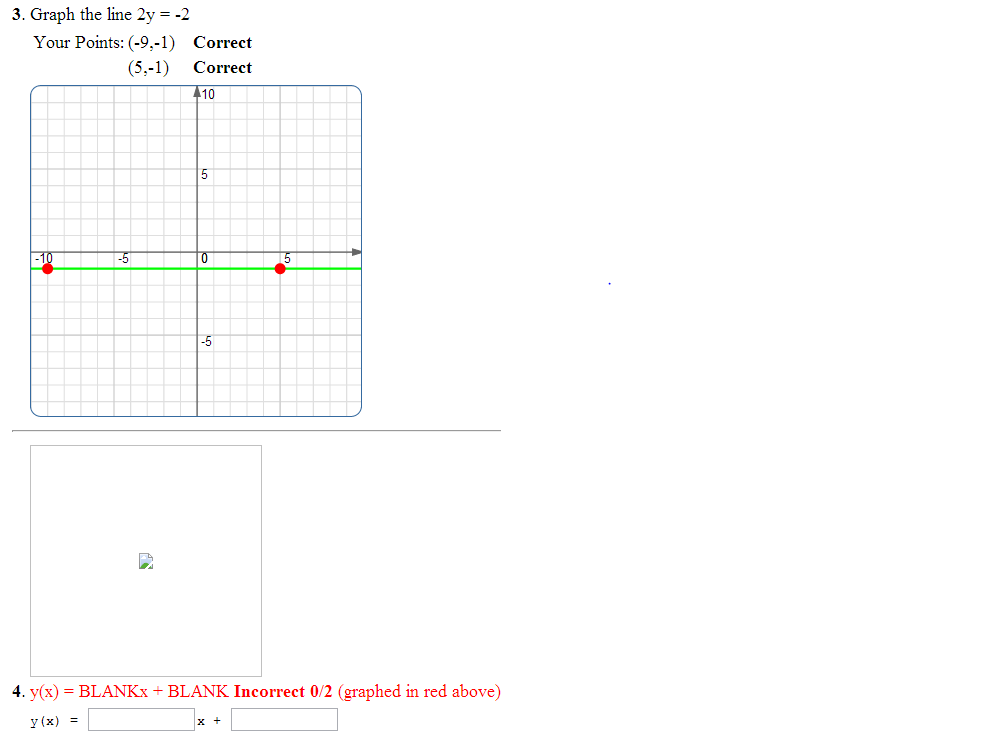 3. Graph the line 2y = -2
Your Points: (-9,-1) Correct
(5,-1) Correct
10
5
-10 -5 0 5
-5
4. y(x) = BLANKx + BLANK Incorrect 0/2 (graphed in red above)
y(x) = x +